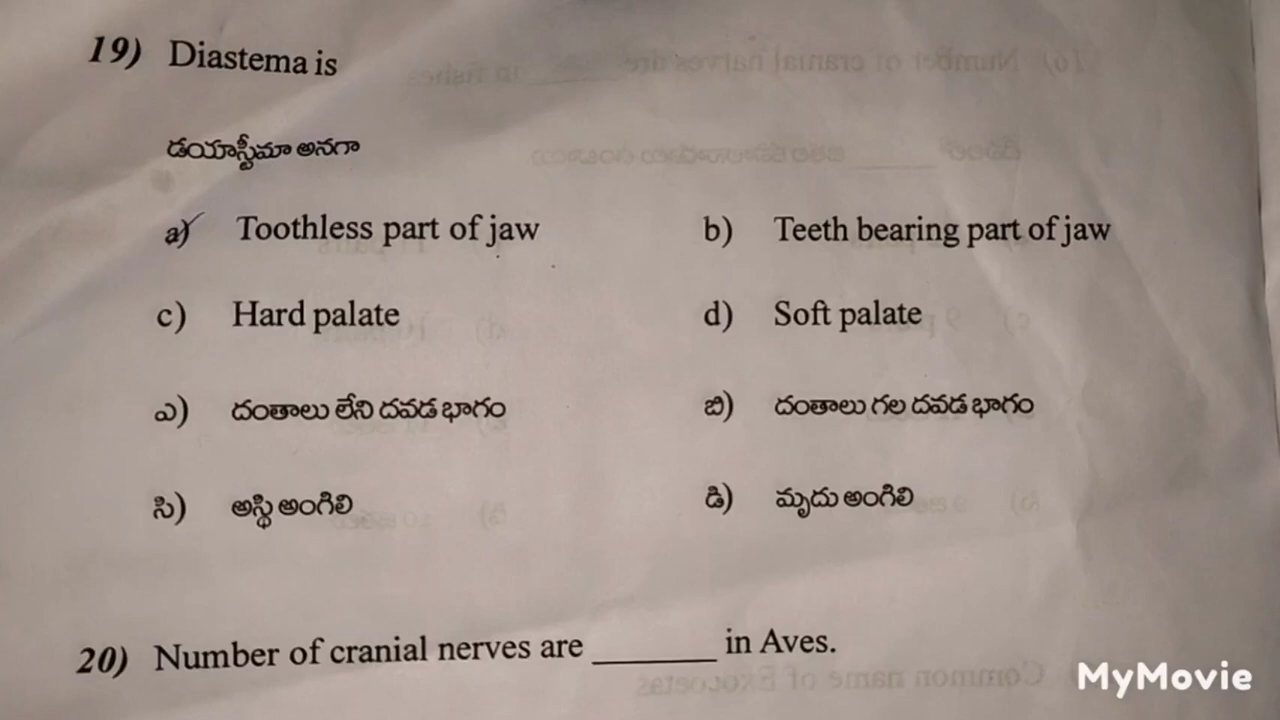 19) Diastema is
డయాస్టీమా అనగా
a) Toothless part of jaw b) Teeth bearing part of jaw
c) Hard palate d) Soft palate
ఎ) దంతాలు లేని దవడ భాగం బి) దంతాలు గల దవడ భాగం
సి) అస్థి అంగిలి డి) మృదు అంగిలి
20) Number of cranial nerves are ______ in Aves.
MyMovie